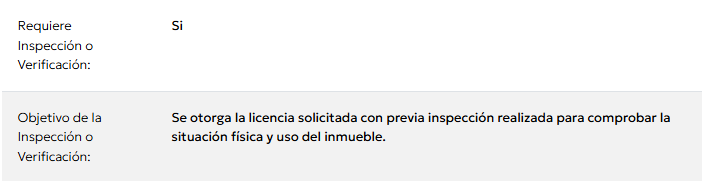 Requiere
Inspección o
Verificación:
Si
Objetivo de la
Inspección o
Verificación:
Se otorga la licencia solicitada con previa inspección realizada para comprobar la
situación física y uso del inmueble.